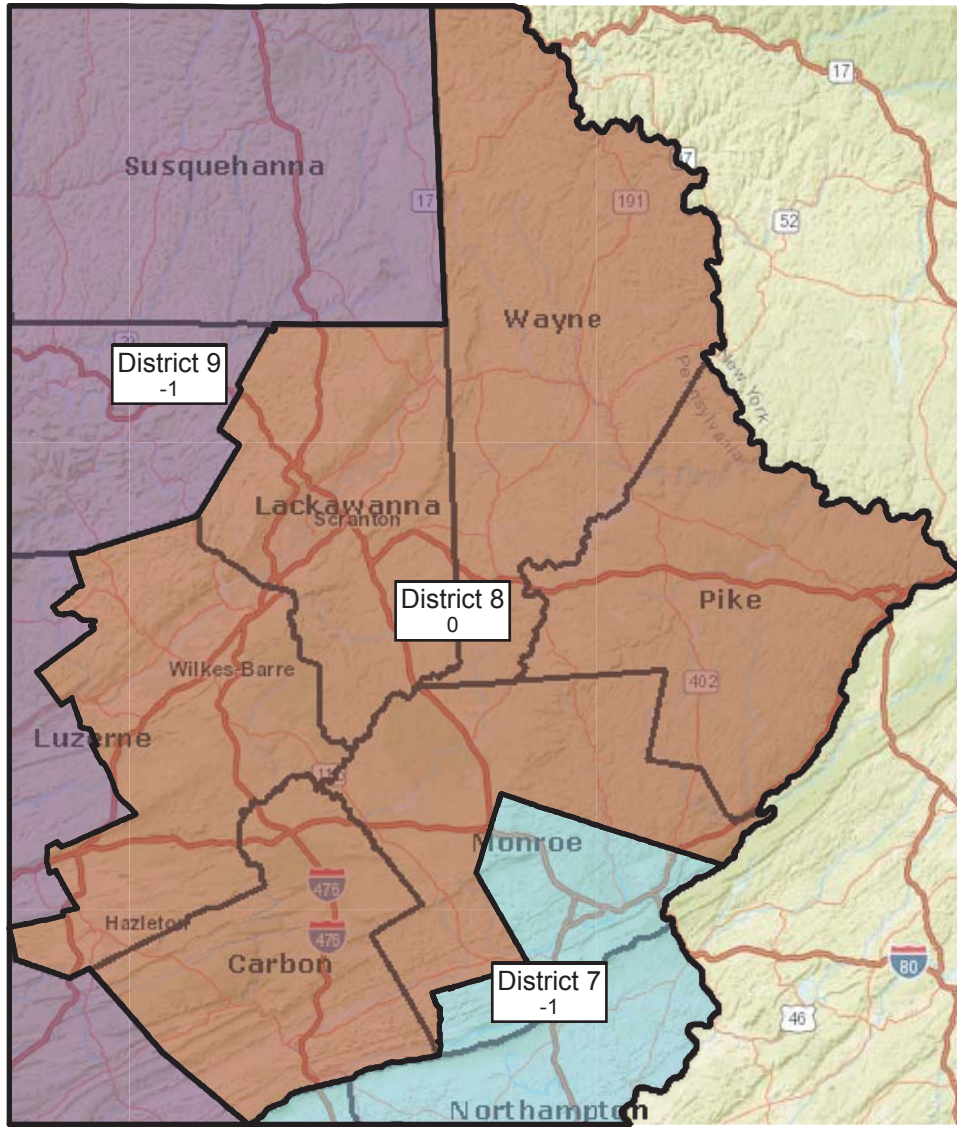 17
Susquehanna
17
191
52
Wayne
District 9
-1
New York
Pennsylvania
Lackawanna
Scranton
District 8
0
Pike
Wilkes-Barre
402
Luzerne
Monroe
476
Hazleton
476
Carbon
80
District 7
-1
46
Northampton